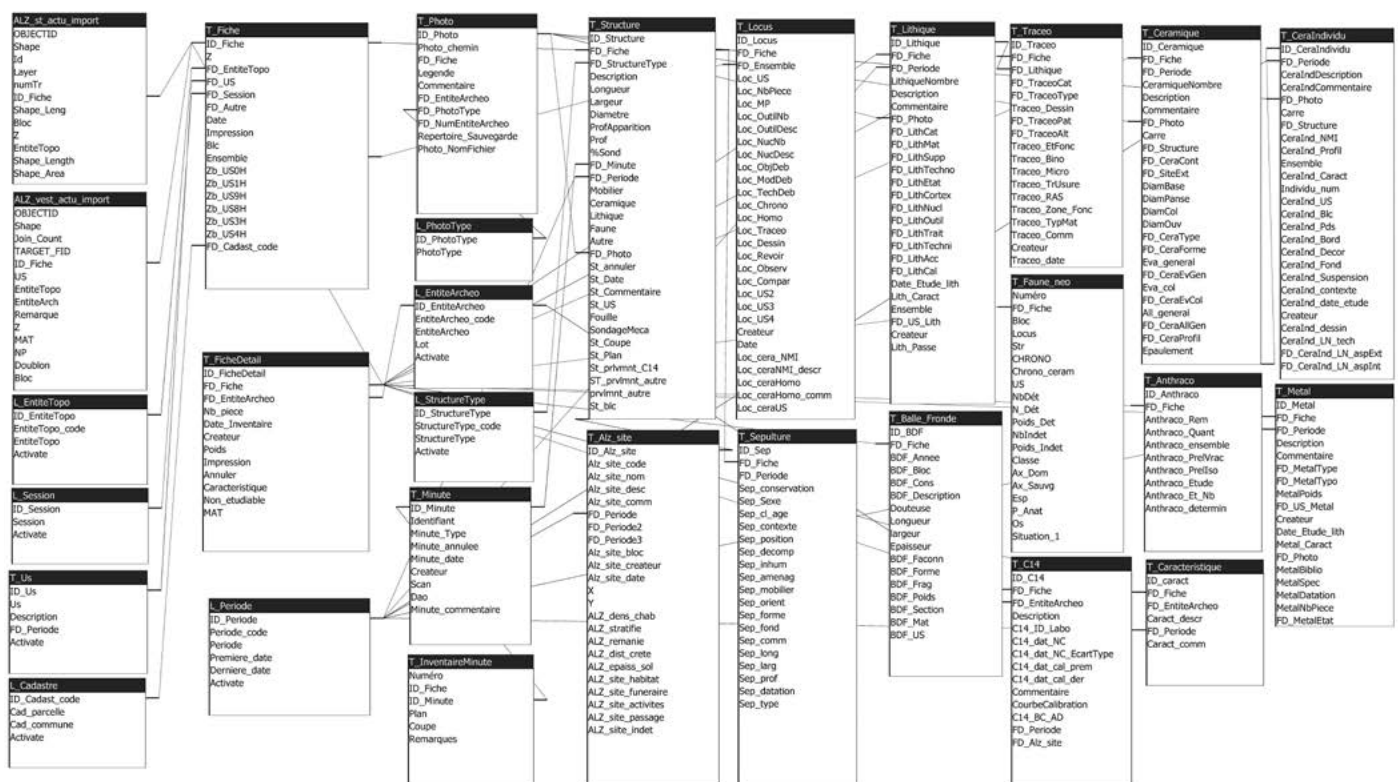 ALZ_st_actu_import
OBJECTID
Shape
Id
Layer
numTr
ID_Fiche
Shape_Leng
Bloc
Z
EntiteTopo
Shape_Length
Shape_Area
ALZ_vest_actu_import
OBJECTID
Shape
Join_Count
TARGET_FID
ID_Fiche
US
EntiteTopo
EntiteArch
Remarque
Z
MAT
NP
Doublon
Bloc
L_EntiteTopo
ID_EntiteTopo
EntiteTopo_code
EntiteTopo
Activate
L_Session
ID_Session
Session
Activate
T_Us
ID_Us
Us
Description
FD_Periode
Activate
L_Cadastre
ID_Cadast_code
Cad_parcelle
Cad_commune
Activate
T_Fiche
ID_Fiche
Z
FD_EntiteTopo
FD_US
FD_Session
FD_Autre
Date
Impression
Blc
Ensemble
Zb_US0H
Zb_US1H
Zb_US9H
Zb_US8H
Zb_US3H
Zb_US4H
FD_Cadast_code
T_FicheDetail
ID_FicheDetail
FD_Fiche
FD_EntiteArcheo
Nb_piece
Date_Inventaire
Createur
Poids
Impression
Annuler
Caracteristique
Non_etudiable
MAT
L_Periode
ID_Periode
Periode_code
Periode
Premiere_date
Derniere_date
Activate
T_Photo
ID_Photo
Photo_chemin
FD_Fiche
Legende
Commentaire
FD_EntiteArcheo
FD_PhotoType
FD_NumEntiteArcheo
Repertoire_Sauvegarde
Photo_NomFichier
L_PhotoType
ID_PhotoType
PhotoType
L_EntiteArcheo
ID_EntiteArcheo
EntiteArcheo_code
EntiteArcheo
Lot
Activate
L_StructureType
ID_StructureType
StructureType_code
StructureType
Activate
T_Minute
ID_Minute
Identifiant
Minute_Type
Minute_annulee
Minute_date
Createur
Scan
Dao
Minute_commentaire
T_InventaireMinute
Numéro
ID_Fiche
ID_Minute
Plan
Coupe
Remarques
T_Structure
ID_Structure
FD_Fiche
FD_StructureType
Description
Longueur
Largeur
Diametre
ProfApparition
Prof
%Sond
FD_Minute
FD_Periode
Mobilier
Ceramique
Lithique
Faune
Autre
FD_Photo
St_annuler
St_Date
St_Commentaire
St_US
Fouille
SondageMeca
St_Coupe
St_Plan
St_prlvmnt_C14
ST_prvlmnt_autre
prvlmnt_autre
St_blc
T_Alz_site
ID_Alz_site
Alz_site_code
Alz_site_nom
Alz_site_desc
Alz_site_comm
FD_Periode
FD_Periode2
FD_Periode3
Alz_site_bloc
Alz_site_createur
Alz_site_date
X
Y
ALZ_dens_chab
ALZ_stratifie
ALZ_remanie
ALZ_dist_crete
ALZ_epaiss_sol
ALZ_site_habitat
ALZ_site_funeraire
ALZ_site_activites
ALZ_site_passage
ALZ_site_indet
T_Locus
ID_Locus
FD_Fiche
FD_Ensemble
Loc_US
Loc_NbPiece
Loc_MP
Loc_OutilNb
Loc_OutilDesc
Loc_NucNb
Loc_NucDesc
Loc_ObjDeb
Loc_ModDeb
Loc_TechDeb
Loc_Chrono
Loc_Homo
Loc_Traceo
Loc_Dessin
Loc_Revoir
Loc_Observ
Loc_Compar
Loc_US2
Loc_US3
Loc_US4
Createur
Date
Loc_cera_NMI
Loc_ceraNMI_descr
Loc_ceraHomo
Loc_ceraHomo_comm
Loc_ceraUS
T_Sepulture
ID_Sep
FD_Fiche
FD_Periode
Sep_conservation
Sep_Sexe
Sep_cl_age
Sep_contexte
Sep_position
Sep_decomp
Sep_inhum
Sep_amenag
Sep_mobilier
Sep_orient
Sep_forme
Sep_fond
Sep_comm
Sep_long
Sep_larg
Sep_prof
Sep_datation
Sep_type
T_Lithique
ID_Lithique
FD_Fiche
FD_Periode
LithiqueNombre
Description
Commentaire
FD_Photo
FD_LithCat
FD_LithMat
FD_LithSupp
FD_LithTechno
FD_LithEtat
FD_LithCortex
FD_LithNucl
FD_LithOutil
FD_LithTrait
FD_LithTechni
FD_LithAcc
FD_LithCal
Date_Etude_lith
Lith_Caract
Ensemble
FD_US_Lith
Createur
Lith_Passe
T_Balle_Fronde
ID_BDF
FD_Fiche
BDF_Annee
BDF_Bloc
BDF_Cons
BDF_Description
Douteuse
Longueur
largeur
Epaisseur
BDF_Faconn
BDF_Forme
BDF_Frag
BDF_Poids
BDF_Section
BDF_Mat
BDF_US
T_Traceo
ID_Traceo
FD_Fiche
FD_Lithique
FD_TraceoCat
FD_TraceoType
Traceo_Dessin
FD_TraceoPat
FD_TraceoAlt
Traceo_EtFonc
Traceo_Bino
Traceo_Micro
Traceo_TrUsure
Traceo_RAS
Traceo_Zone_Fonc
Traceo_TypMat
Traceo_Comm
Createur
Traceo_date
T_Faune_neo
Numéro
FD_Fiche
Bloc
Locus
Str
CHRONO
Chrono_ceram
US
NbDét
N_Dét
Poids_Det
NbIndet
Poids_Indet
Classe
Ax_Dom
Ax_Sauvg
Esp
P_Anat
Os
Situation_1
T_C14
ID_C14
FD_Fiche
FD_EntiteArcheo
Description
C14_ID_Labo
C14_dat_NC
C14_dat_NC_EcartType
C14_dat_cal_prem
C14_dat_cal_der
Commentaire
CourbeCalibration
C14_BC_AD
FD_Periode
FD_Alz_site
T_Ceramique
ID_Ceramique
FD_Fiche
FD_Periode
CeramiqueNombre
Description
Commentaire
FD_Photo
Carre
FD_Structure
FD_CeraCont
FD_SiteExt
DiamBase
DiamPanse
DiamCol
DiamOuv
FD_CeraType
FD_CeraForme
Eva_general
FD_CeraEvGen
Eva_col
FD_CeraEvCol
All_general
FD_CeraAllGen
FD_CeraProfil
Epaulement
T_Anthraco
ID_Anthraco
FD_Fiche
Anthraco_Rem
Anthraco_Quant
Anthraco_ensemble
Anthraco_PrelVrac
Anthraco_PrelIso
Anthraco_Etude
Anthraco_Et_Nb
Anthraco_determin
T_Caracteristique
ID_caract
FD_Fiche
FD_EntiteArcheo
Caract_descr
FD_Periode
Caract_comm
T_CeraIndividu
ID_CeraIndividu
FD_Periode
CeraIndDescription
CeraIndCommentaire
FD_Photo
Carre
FD_Structure
CeraInd_NMI
CeraInd_Profil
Ensemble
CeraInd_Caract
Individu_num
CeraInd_US
CeraInd_Blc
CeraInd_Pds
CeraInd_Bord
CeraInd_Decor
CeraInd_Fond
CeraInd_Suspension
CeraInd_contexte
CeraInd_date_etude
Createur
CeraInd_dessin
CeraInd_LN_tech
FD_CeraInd_LN_aspExt
FD_CeraInd_LN_aspInt
T_Metal
ID_Metal
FD_Fiche
FD_Periode
Description
Commentaire
FD_MetalType
FD_MetalTypo
MetalPoids
FD_US_Metal
Createur
Date_Etude_lith
Metal_Caract
FD_Photo
MetalBiblio
MetalSpec
MetalDatation
MetalNbPiece
FD_MetalEtat